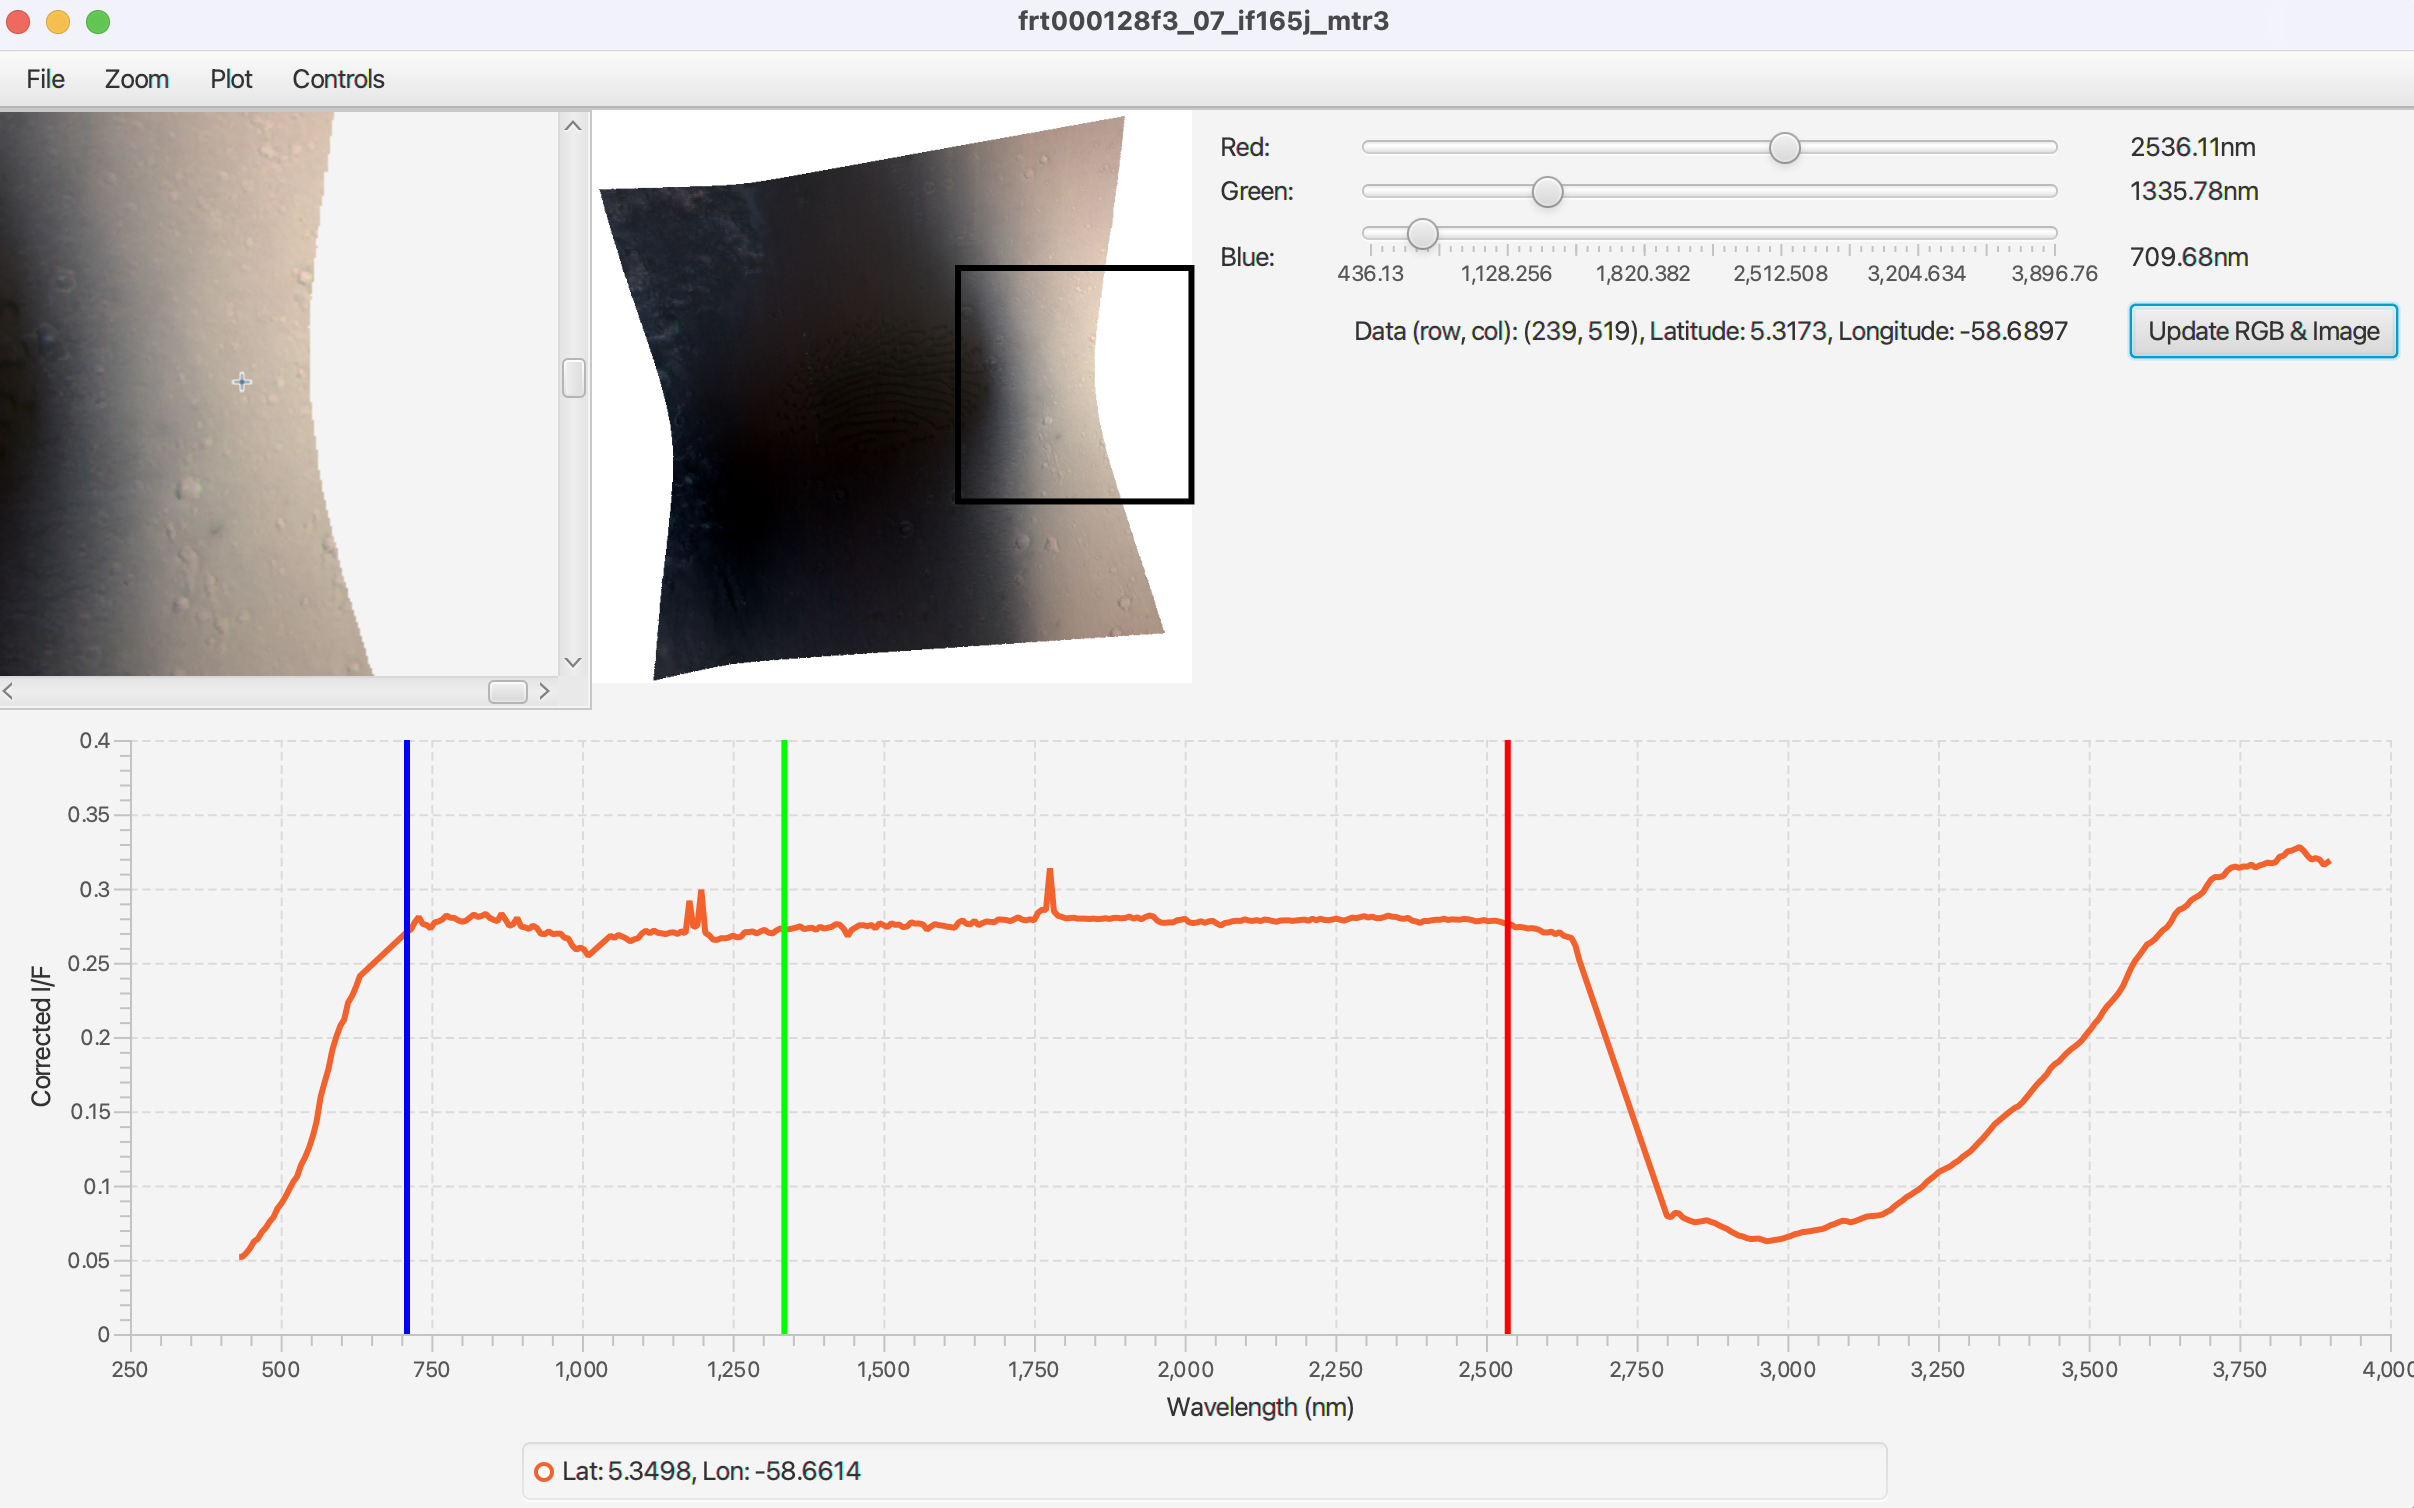 frt000128f3_07_if165j_mtr3
File Zoom Plot Controls
Red: 2536.11nm
Green: 1335.78nm
Blue: 709.68nm
436.13 1,128.256 1,820.382 2,512.508 3,204.634 3,896.76
Data (row, col): (239, 519), Latitude: 5.3173, Longitude: -58.6897 Update RGB & Image
0.4
0.35
0.3
0.25
0.2
0.15
0.1
0.05
0
Corrected I/F
250 500 750 1,000 1,250 1,500 1,750 2,000 2,250 2,500 2,750 3,000 3,250 3,500 3,750 4,00
Wavelength (nm)
Lat: 5.3498, Lon: -58.6614